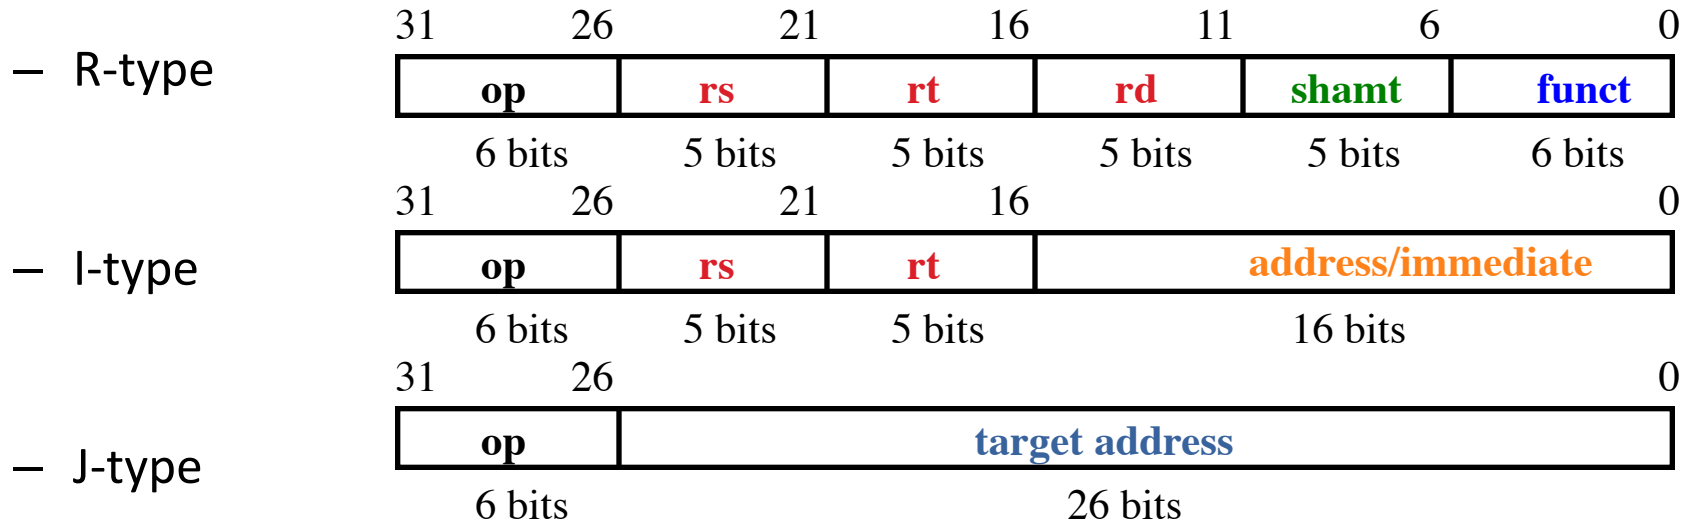 31 26 21 16 11 6 0
– R-type
op rs rt rd shamt funct
6 bits 5 bits 5 bits 5 bits 5 bits 6 bits
31 26 21 16 0
– I-type
op rs rt address/immediate
6 bits 5 bits 5 bits 16 bits
31 26 0
– J-type
op target address
6 bits 26 bits